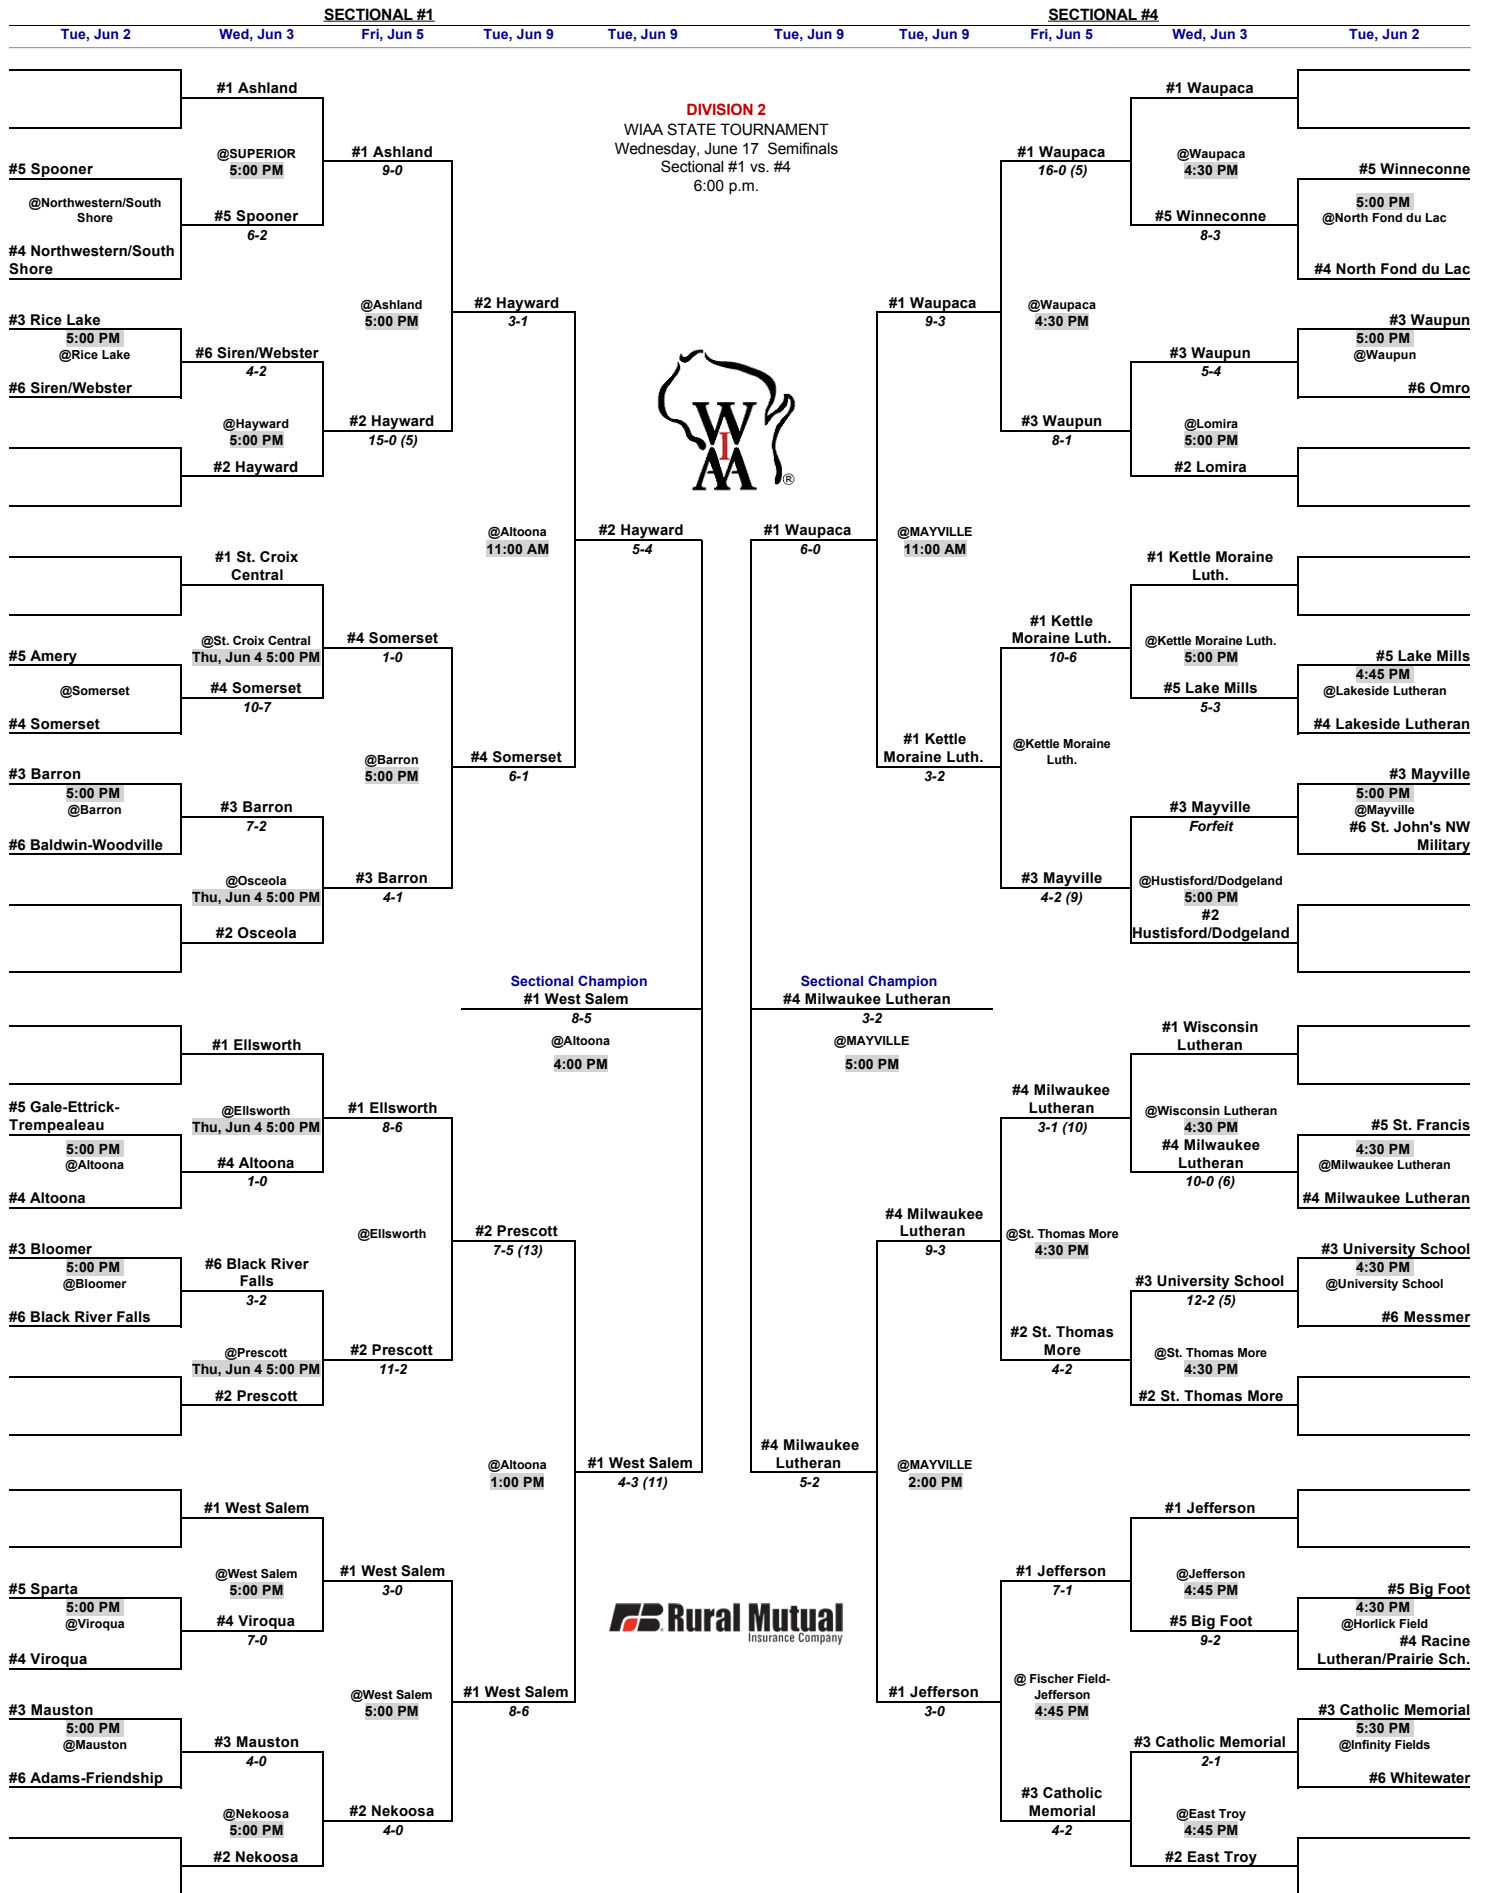 SECTIONAL #1
SECTIONAL #4
Tue, Jun 2
Wed, Jun 3
Fri, Jun 5
Tue, Jun 9
Tue, Jun 9
Tue, Jun 9
Tue, Jun 9
Fri, Jun 5
Wed, Jun 3
Tue, Jun 2
DIVISION 2
WIAA STATE TOURNAMENT
Wednesday, June 17 Semifinals
Sectional #1 vs. #4
6:00 p.m.
#5 Spooner
@Northwestern/South
Shore
#4 Northwestern/South
Shore
#3 Rice Lake
5:00 PM
@Rice Lake
#6 Siren/Webster
#5 Amery
@Somerset
#4 Somerset
#3 Barron
5:00 PM
@Barron
#6 Baldwin-Woodville
#5 Gale-Ettrick-
Trempealeau
5:00 PM
@Altoona
#4 Altoona
#3 Bloomer
5:00 PM
@Bloomer
#6 Black River Falls
#5 Sparta
5:00 PM
@Viroqua
#4 Viroqua
#3 Mauston
5:00 PM
@Mauston
#6 Adams-Friendship
#1 Ashland
@SUPERIOR
5:00 PM
#5 Spooner
6-2
#6 Siren/Webster
4-2
@Hayward
5:00 PM
#2 Hayward
#1 St. Croix
Central
@St. Croix Central
Thu, Jun 4 5:00 PM
#4 Somerset
10-7
#3 Barron
7-2
@Osceola
Thu, Jun 4 5:00 PM
#2 Osceola
#1 Ellsworth
@Ellsworth
Thu, Jun 4 5:00 PM
#4 Altoona
1-0
#6 Black River
Falls
3-2
@Prescott
Thu, Jun 4 5:00 PM
#2 Prescott
#1 West Salem
@West Salem
5:00 PM
#4 Viroqua
7-0
#3 Mauston
4-0
@Nekoosa
5:00 PM
#2 Nekoosa
#1 Ashland
9-0
@Ashland
5:00 PM
#2 Hayward
15-0 (5)
#4 Somerset
1-0
@Barron
5:00 PM
#3 Barron
4-1
#1 Ellsworth
8-6
@Ellsworth
#2 Prescott
11-2
#1 West Salem
3-0
@West Salem
5:00 PM
#2 Nekoosa
4-0
#2 Hayward
3-1
@Altoona
11:00 AM
#4 Somerset
6-1
#2 Prescott
7-5 (13)
@Altoona
1:00 PM
#1 West Salem
8-6
#2 Hayward
5-4
Sectional Champion
#1 West Salem
8-5
@Altoona
4:00 PM
#1 West Salem
4-3 (11)
WIAA
®
Rural Mutual
Insurance Company
#1 Waupaca
6-0
Sectional Champion
#4 Milwaukee Lutheran
3-2
@MAYVILLE
5:00 PM
#4 Milwaukee
Lutheran
5-2
#1 Waupaca
9-3
@MAYVILLE
11:00 AM
#1 Kettle
Moraine Luth.
3-2
#4 Milwaukee
Lutheran
9-3
@MAYVILLE
2:00 PM
#1 Jefferson
3-0
#1 Waupaca
16-0 (5)
@Waupaca
4:30 PM
#3 Waupun
8-1
#1 Kettle
Moraine Luth.
10-6
@Kettle Moraine
Luth.
#3 Mayville
4-2 (9)
#4 Milwaukee
Lutheran
3-1 (10)
@St. Thomas More
4:30 PM
#2 St. Thomas
More
4-2
#1 Jefferson
7-1
@ Fischer Field-
Jefferson
4:45 PM
#3 Catholic
Memorial
4-2
#1 Waupaca
@Waupaca
4:30 PM
#5 Winneconne
8-3
#3 Waupun
5-4
@Lomira
5:00 PM
#2 Lomira
#1 Kettle Moraine
Luth.
@Kettle Moraine Luth.
5:00 PM
#5 Lake Mills
5-3
#3 Mayville
Forfeit
@Hustisford/Dodgeland
5:00 PM
#2
Hustisford/Dodgeland
#1 Wisconsin
Lutheran
@Wisconsin Lutheran
4:30 PM
#4 Milwaukee
Lutheran
10-0 (6)
#3 University School
12-2 (5)
@St. Thomas More
4:30 PM
#2 St. Thomas More
#1 Jefferson
@Jefferson
4:45 PM
#5 Big Foot
9-2
#3 Catholic Memorial
2-1
@East Troy
4:45 PM
#2 East Troy
#5 Winneconne
5:00 PM
@North Fond du Lac
#4 North Fond du Lac
#3 Waupun
5:00 PM
@Waupun
#6 Omro
#5 Lake Mills
4:45 PM
@Lakeside Lutheran
#4 Lakeside Lutheran
#3 Mayville
5:00 PM
@Mayville
#6 St. John's NW
Military
#5 St. Francis
4:30 PM
@Milwaukee Lutheran
#4 Milwaukee Lutheran
#3 University School
4:30 PM
@University School
#6 Messmer
#5 Big Foot
4:30 PM
@Horlick Field
#4 Racine
Lutheran/Prairie Sch.
#3 Catholic Memorial
5:30 PM
@Infinity Fields
#6 Whitewater